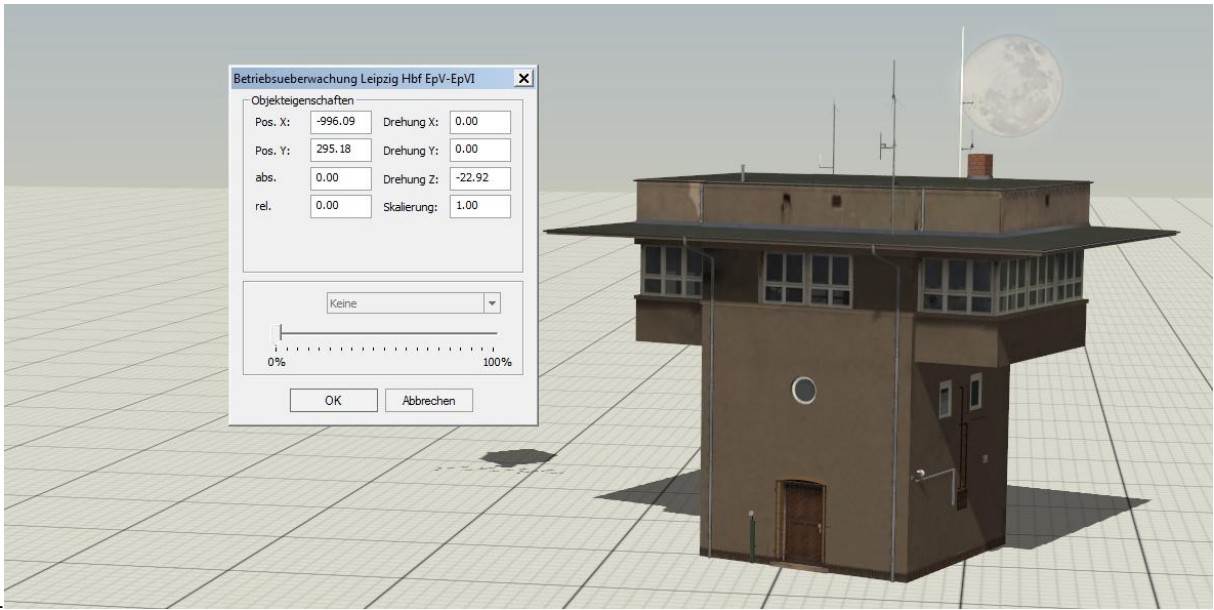 Betriebsueberwachung Leipzig Hbf EpV-EpVI
Objekteigenschaften
Pos. X: -996.09 Drehung X: 0.00
Pos. Y: 295.18 Drehung Y: 0.00
abs. 0.00 Drehung Z: -22.92
rel. 0.00 Skalierung: 1.00
Keine
0% 100%
OK Abbrechen